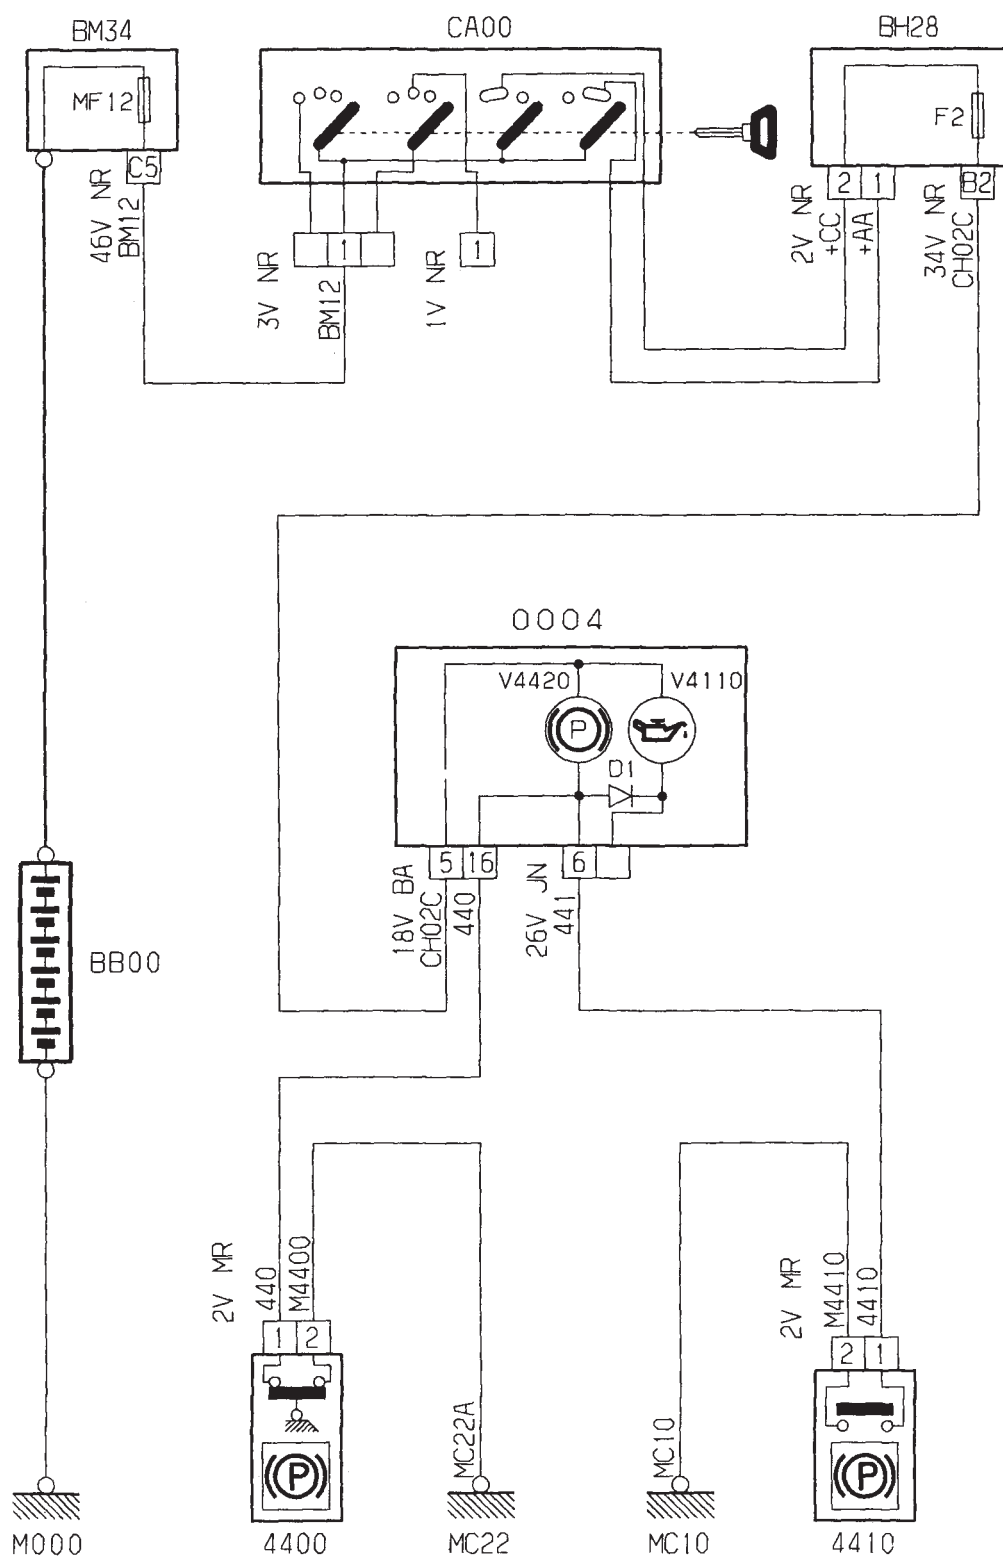 BM34
CA00
BH28
MF12
F2
C5
2
1
B2
46V NR
BM12
3V NR
1
BM12
1V NR
1
2V NR
+CC
+AA
34V NR
CH02C
0004
V4420
V4110
P
D1
5
16
6
18V BA
CH02C
440
26V JN
441
BB00
2V MR
440
M4400
1
2
P
MC22A
MC10
2V MR
M4410
4410
2
1
P
M000
4400
MC22
MC10
4410